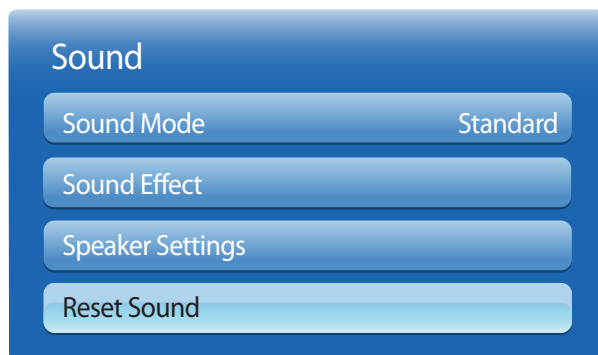 Sound
Sound Mode Standard
Sound Effect
Speaker Settings
Reset Sound